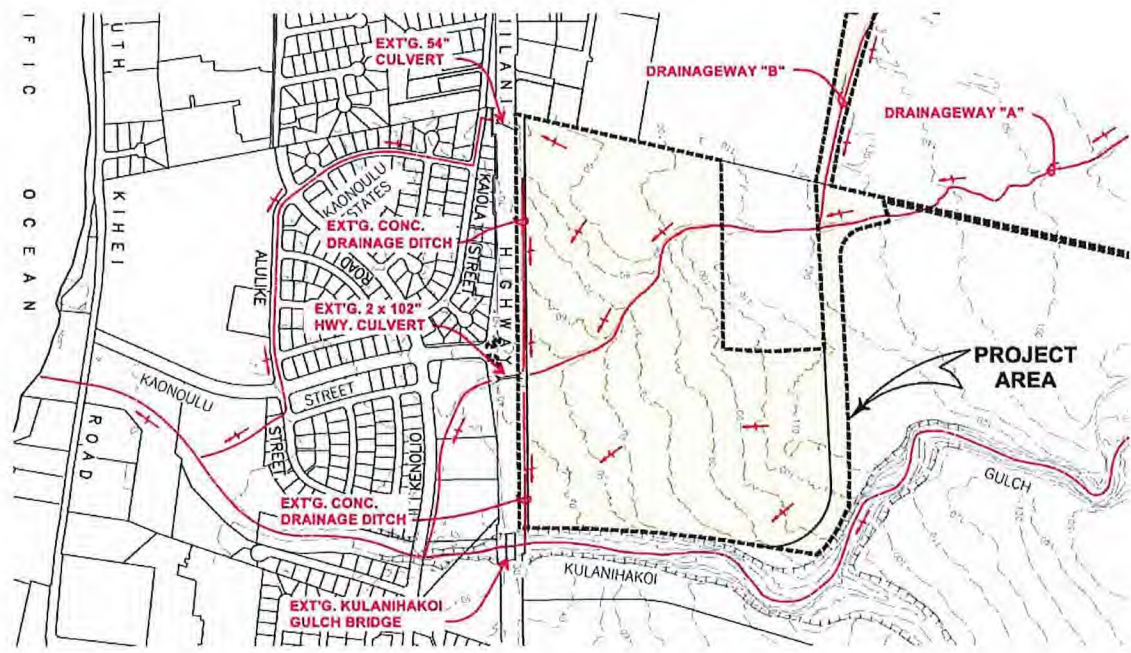 IFIC OCEAN
UTH
KIHEI
ROAD
EXT'G. 54"
CULVERT
ILANI
HIGHWAY
DRAINAGEWAY "B"
DRAINAGEWAY "A"
KAONOULU
ESTATES
ROAD
KAIOLA STREET
EXT'G. CONC.
DRAINAGE DITCH
ALULIKE
STREET
EXT'G. 2 x 102"
HWY. CULVERT
PROJECT
AREA
KAONOULU
STREET
KENOLIO
EXT'G. CONC.
DRAINAGE DITCH
GULCH
KULANIHAKOI
EXT'G. KULANIHAKOI
GULCH BRIDGE